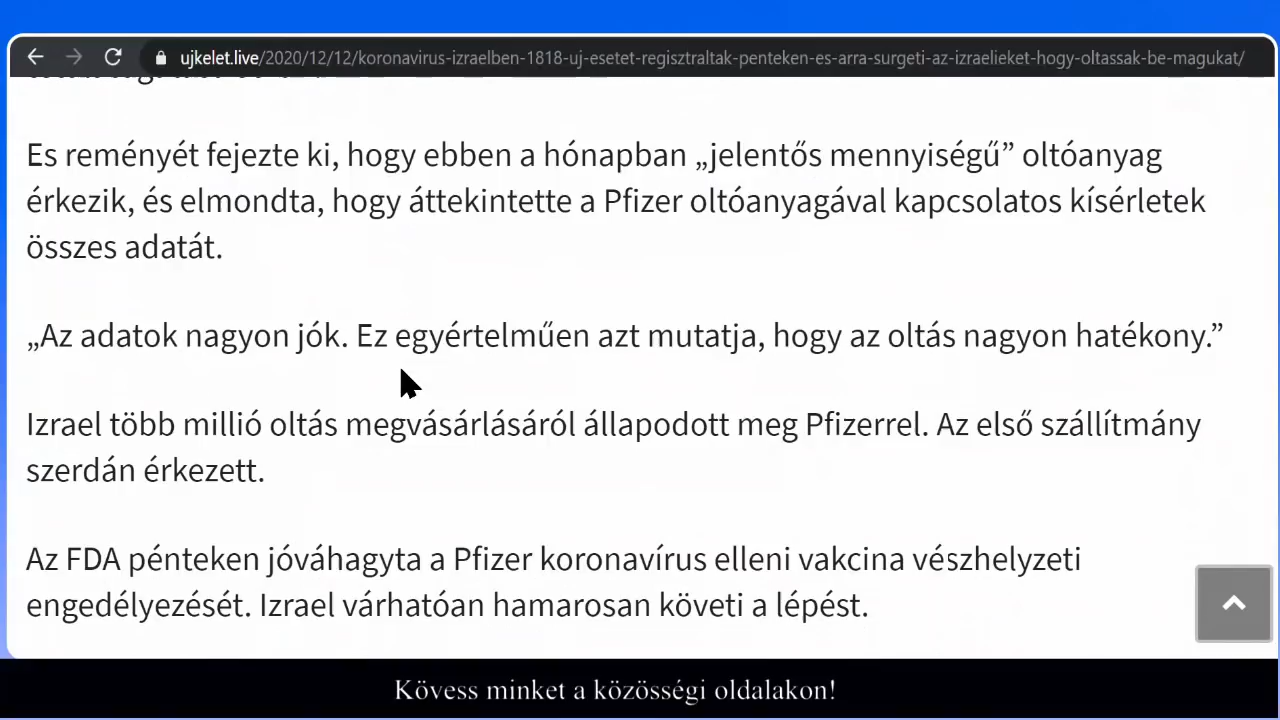 ujkelet.live/2020/12/12/koronavirus-izraelben-1818-uj-esetet-regisztraltak-penteken-es-arra-surgeti-az-izraelieket-hogy-oltassak-be-magukat/
Es reményét fejezte ki, hogy ebben a hónapban „jelentős mennyiségű” oltóanyag
érkezik, és elmondta, hogy áttekintette a Pfizer oltóanyagával kapcsolatos kísérletek
összes adatát.
„Az adatok nagyon jók. Ez egyértelműen azt mutatja, hogy az oltás nagyon hatékony.”
Izrael több millió oltás megvásárlásáról állapodott meg Pfizerrel. Az első szállítmány
szerdán érkezett.
Az FDA pénteken jóváhagyta a Pfizer koronavírus elleni vakcina vészhelyzeti
engedélyezését. Izrael várhatóan hamarosan követi a lépést.
Kövess minket a közösségi oldalakon!